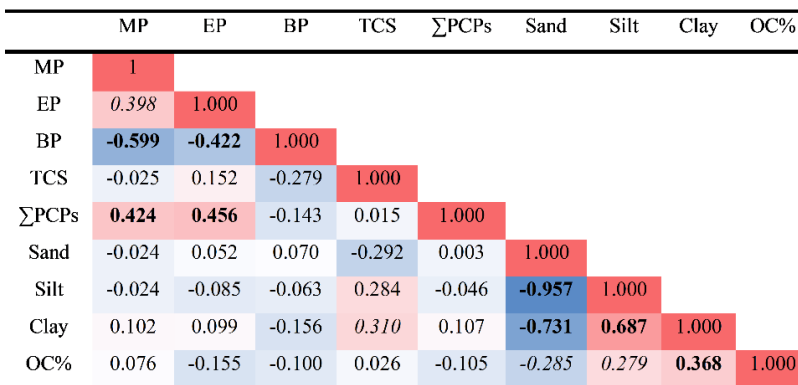 MP EP BP TCS ∑PCPs Sand Silt Clay OC%
MP 1
EP 0.398 1.000
BP -0.599 -0.422 1.000
TCS -0.025 0.152 -0.279 1.000
∑PCPs 0.424 0.456 -0.143 0.015 1.000
Sand -0.024 0.052 0.070 -0.292 0.003 1.000
Silt -0.024 -0.085 -0.063 0.284 -0.046 -0.957 1.000
Clay 0.102 0.099 -0.156 0.310 0.107 -0.731 0.687 1.000
OC% 0.076 -0.155 -0.100 0.026 -0.105 -0.285 0.279 0.368 1.000